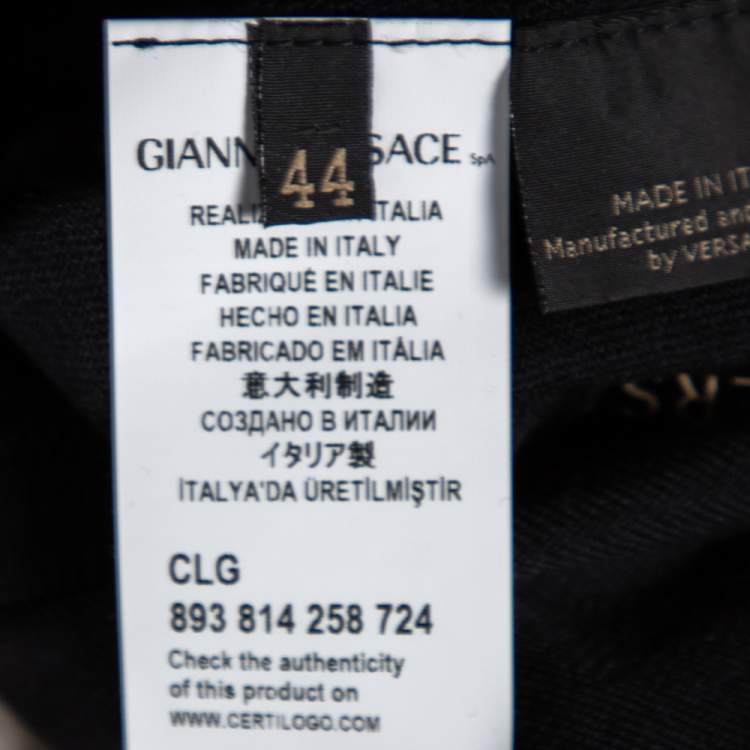 GIANN SACE SpA
44
REALI TALIA
MADE IN ITALY
FABRIQUÉ EN ITALIE
HECHO EN ITALIA
FABRICADO EM ITÂLIA
意大利制造
СОЗДАНО В ИТАЛИИ
イタリア製
İTALYA'DA ÜRETİLMİŞTİR
CLG
893 814 258 724
Check the authenticity
of this product on
WWW.CERTILOGO.COM
MADE IN IT
Manufactured and
by VERSA